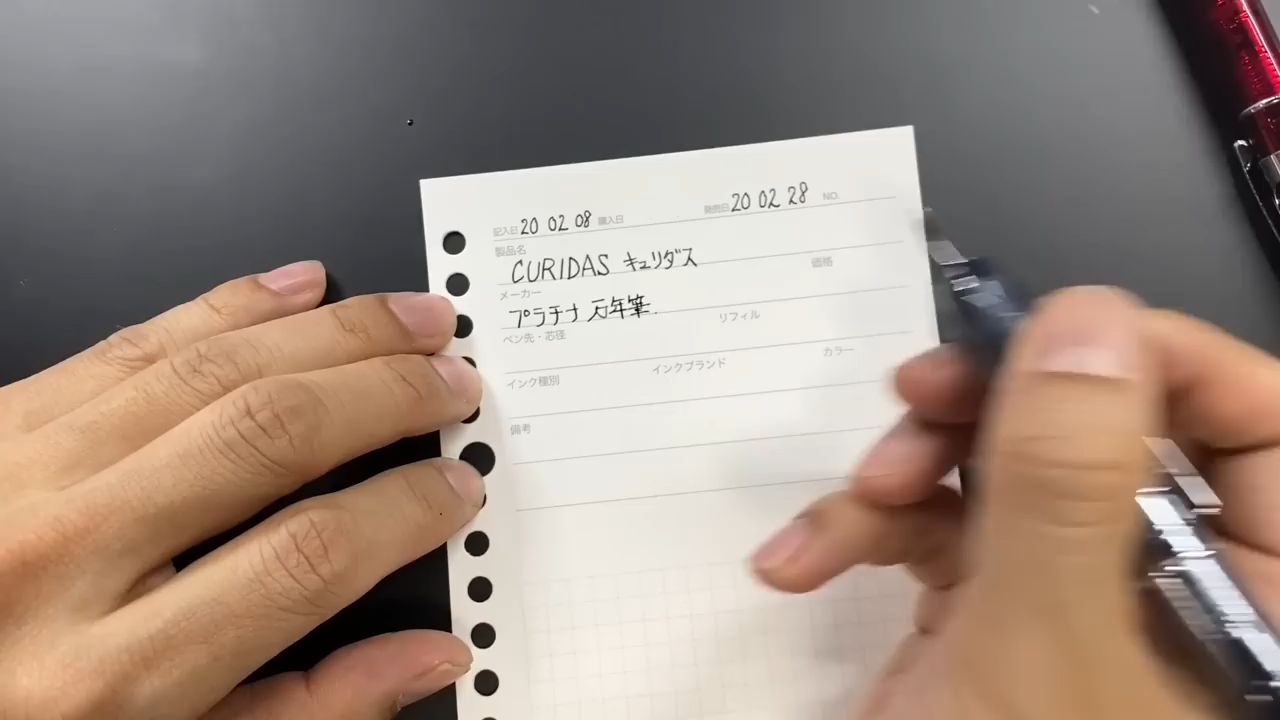 記入日 20 02 08 購入日 発売日 20 02 28 NO.
製品名
CURIDAS キュリダス 価格
メーカー
プラチナ万年筆.
ペン先・芯径 リフィル
インク種別 インクブランド カラー
備考